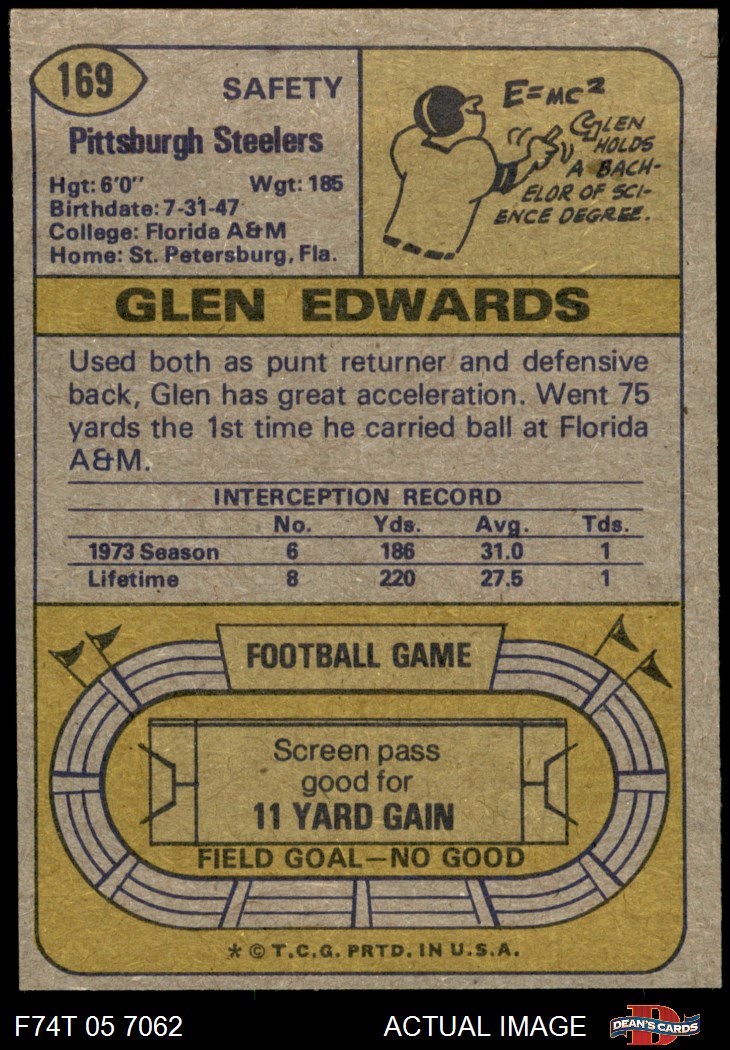 169
SAFETY
Pittsburgh Steelers
Hgt: 6'0" Wgt: 185
Birthdate: 7-31-47
College: Florida A&M
Home: St. Petersburg, Fla.
E=MC²
GLEN
HOLDS
A BACH-
ELOR OF SCI-
ENCE DEGREE.
GLEN EDWARDS
Used both as punt returner and defensive
back, Glen has great acceleration. Went 75
yards the 1st time he carried ball at Florida
A&M.
INTERCEPTION RECORD
No. Yds. Avg. Tds.
1973 Season 6 186 31.0 1
Lifetime 8 220 27.5 1
FOOTBALL GAME
Screen pass
good for
11 YARD GAIN
FIELD GOAL—NO GOOD
* © T.C.G. PRTD. IN U.S.A.
F74T 05 7062 ACTUAL IMAGE D DEAN'S CARDS